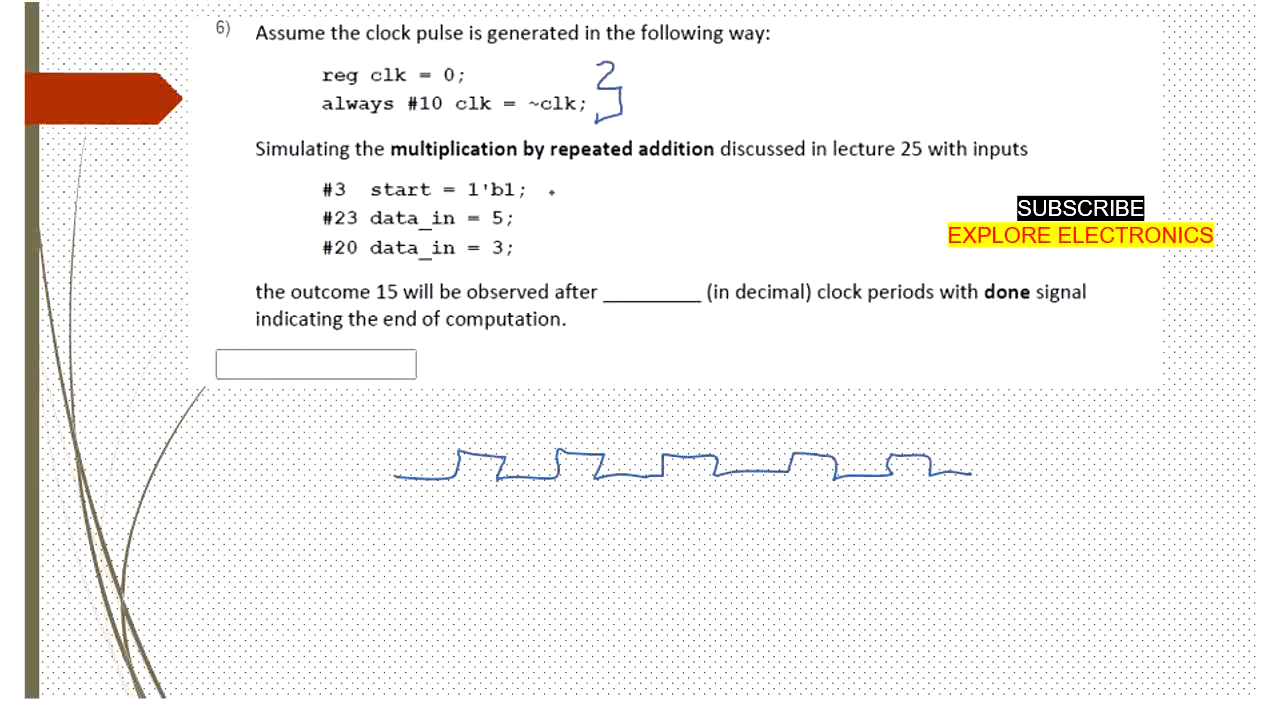 6) Assume the clock pulse is generated in the following way:
reg clk = 0;
always #10 clk = ~clk;
Simulating the multiplication by repeated addition discussed in lecture 25 with inputs
#3 start = 1'b1;
#23 data_in = 5;
#20 data_in = 3;
SUBSCRIBE
EXPLORE ELECTRONICS
the outcome 15 will be observed after __________ (in decimal) clock periods with done signal
indicating the end of computation.